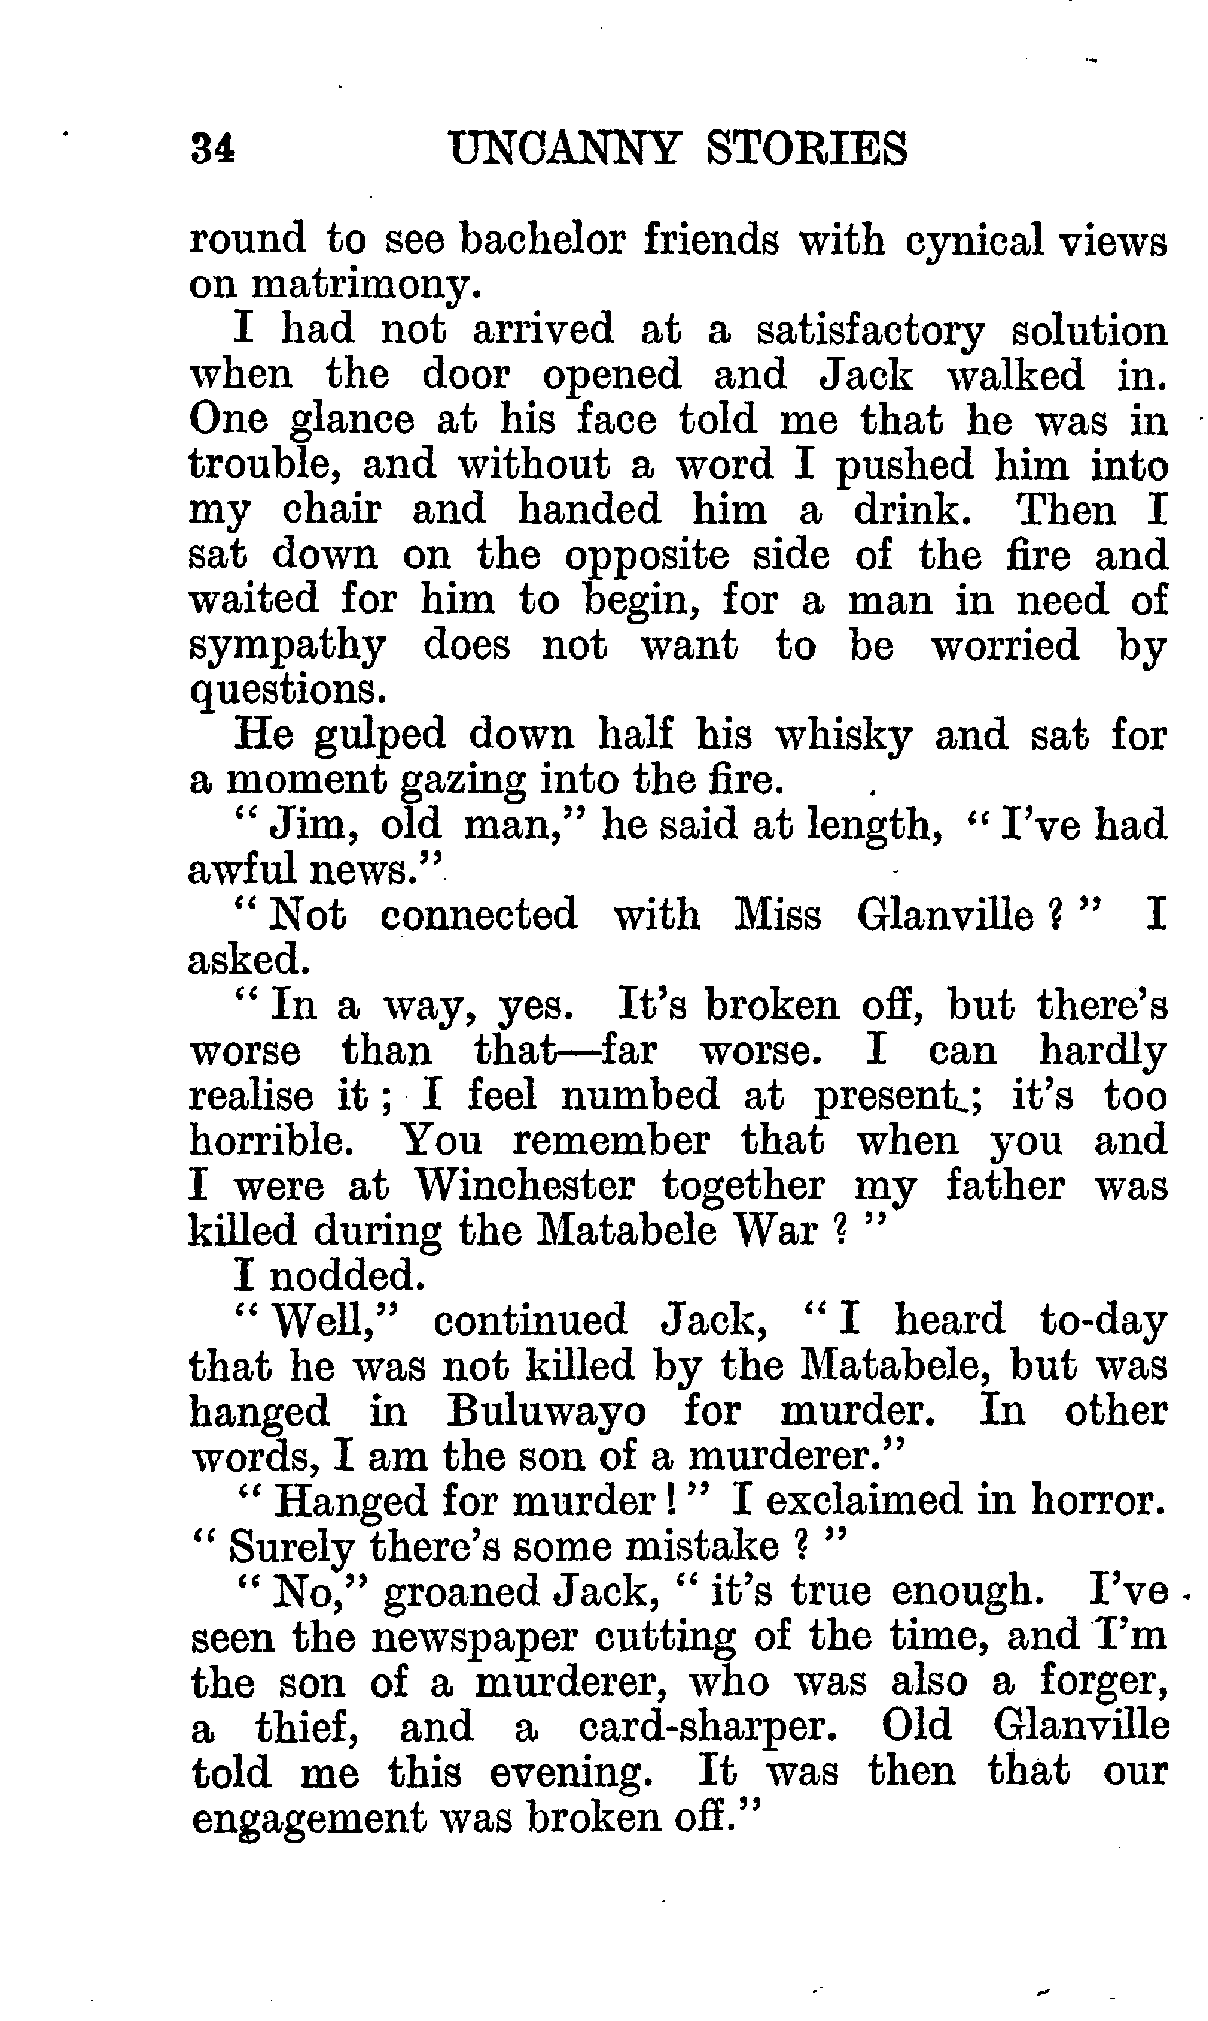 34 UNCANNY STORIES
round to see bachelor friends with cynical views
on matrimony.
I had not arrived at a satisfactory solution
when the door opened and Jack walked in.
One glance at his face told me that he was in
trouble, and without a word I pushed him into
my chair and handed him a drink. Then I
sat down on the opposite side of the fire and
waited for him to begin, for a man in need of
sympathy does not want to be worried by
questions.
He gulped down half his whisky and sat for
a moment gazing into the fire.
“ Jim, old man,” he said at length, “ I’ve had
awful news.”
“ Not connected with Miss Glanville ? ” I
asked.
“ In a way, yes. It’s broken off, but there’s
worse than that—far worse. I can hardly
realise it ; I feel numbed at present ; it’s too
horrible. You remember that when you and
I were at Winchester together my father was
killed during the Matabele War ? ”
I nodded.
“ Well,” continued Jack, “ I heard to-day
that he was not killed by the Matabele, but was
hanged in Buluwayo for murder. In other
words, I am the son of a murderer.”
“ Hanged for murder ! ” I exclaimed in horror.
“ Surely there’s some mistake ? ”
“ No,” groaned Jack, “ it’s true enough. I’ve
seen the newspaper cutting of the time, and I’m
the son of a murderer, who was also a forger,
a thief, and a card-sharper. Old Glanville
told me this evening. It was then that our
engagement was broken off.”